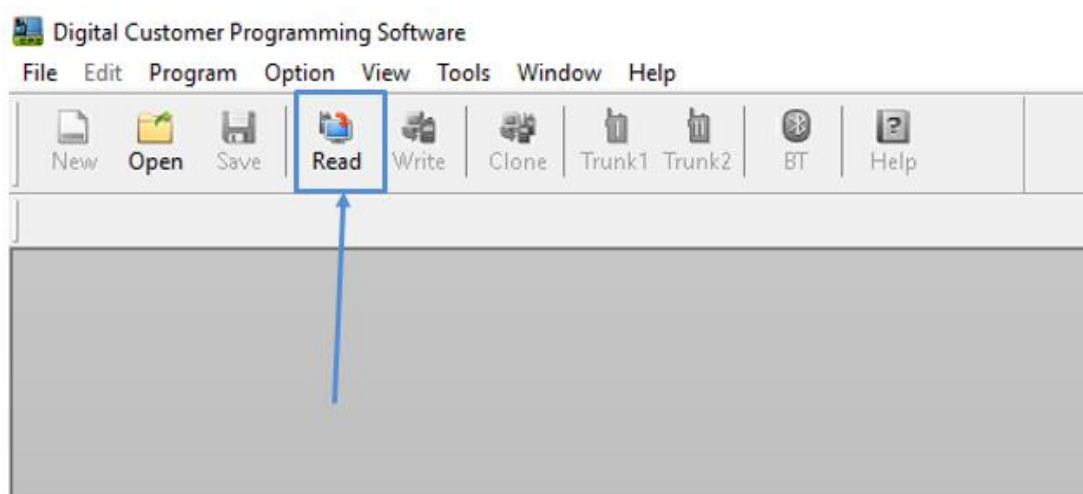 Digital Customer Programming Software
File Edit Program Option View Tools Window Help
New Open Save Read Write Clone Trunk1 Trunk2 BT Help